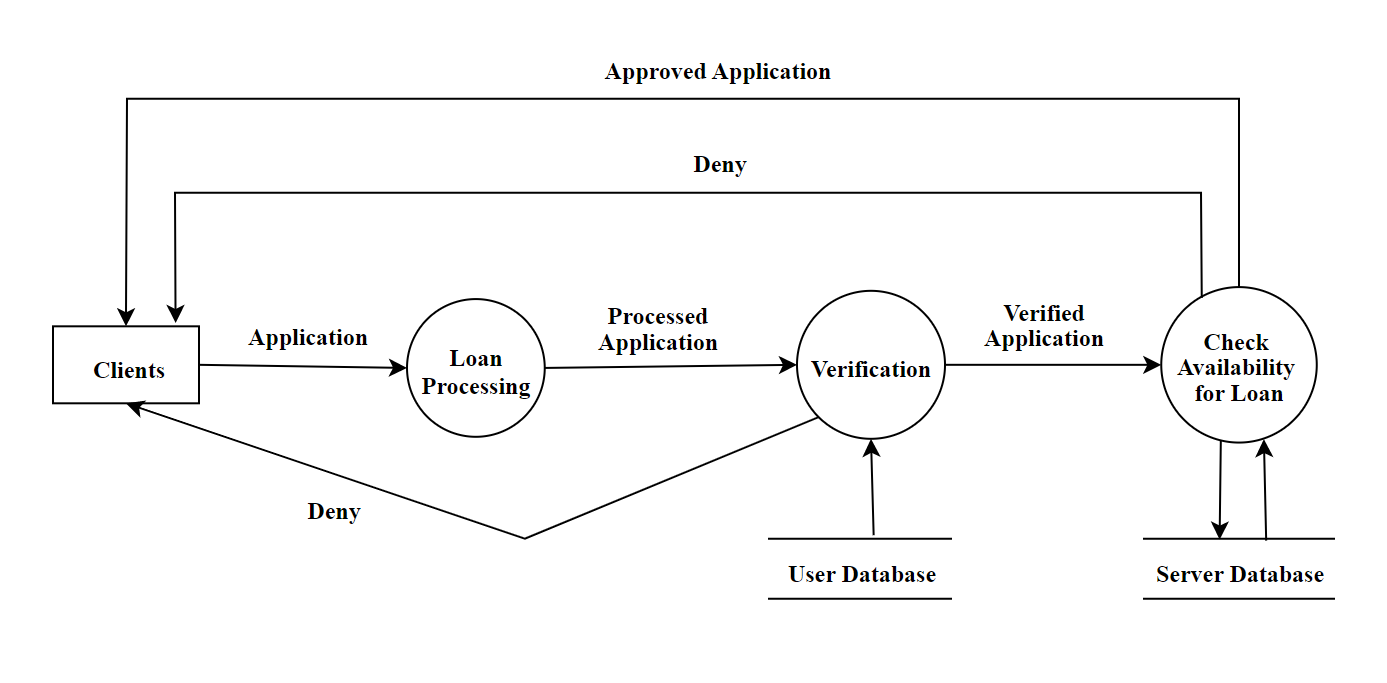 Approved Application
Deny
Application
Processed
Application
Verified
Application
Clients
Loan
Processing
Verification
Check
Availability
for Loan
Deny
User Database
Server Database